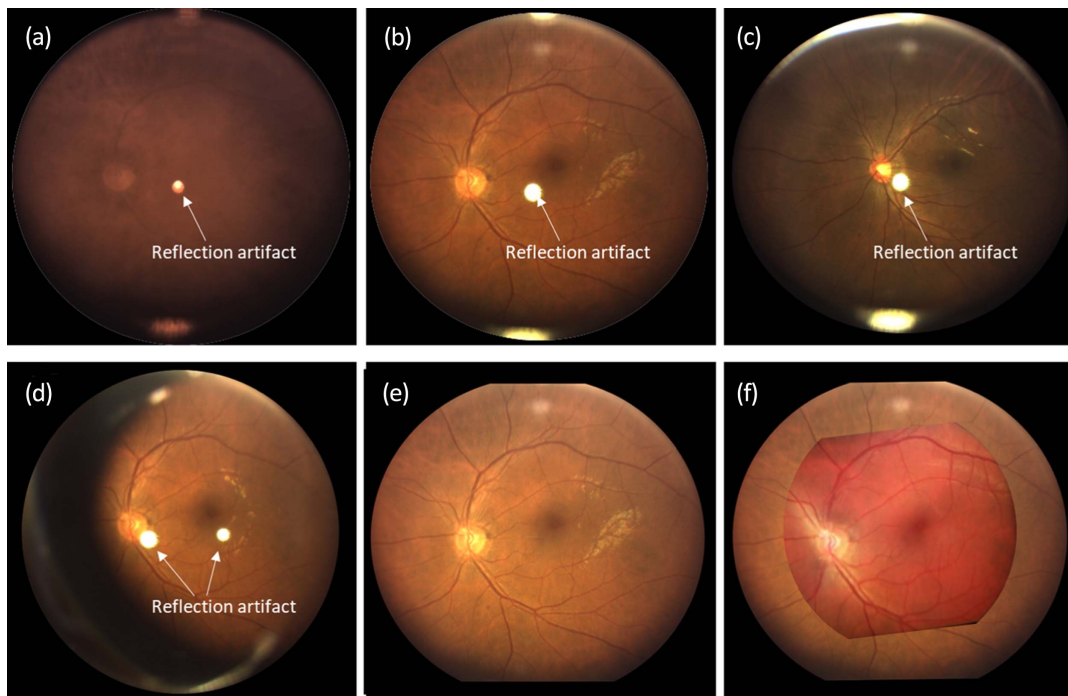 (a)
Reflection artifact
(b)
Reflection artifact
(c)
Reflection artifact
(d)
Reflection artifact
(e)
(f)